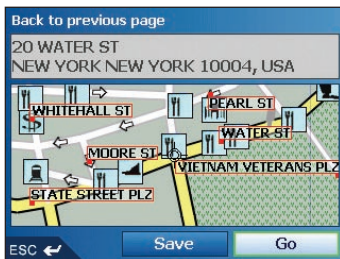 Back to previous page
20 WATER ST
NEW YORK NEW YORK 10004, USA
WHITEHALL ST
PEARL ST
WATER ST
MOORE ST
VIETNAM VETERANS PLZ
STATE STREET PLZ
ESC
Save
Go